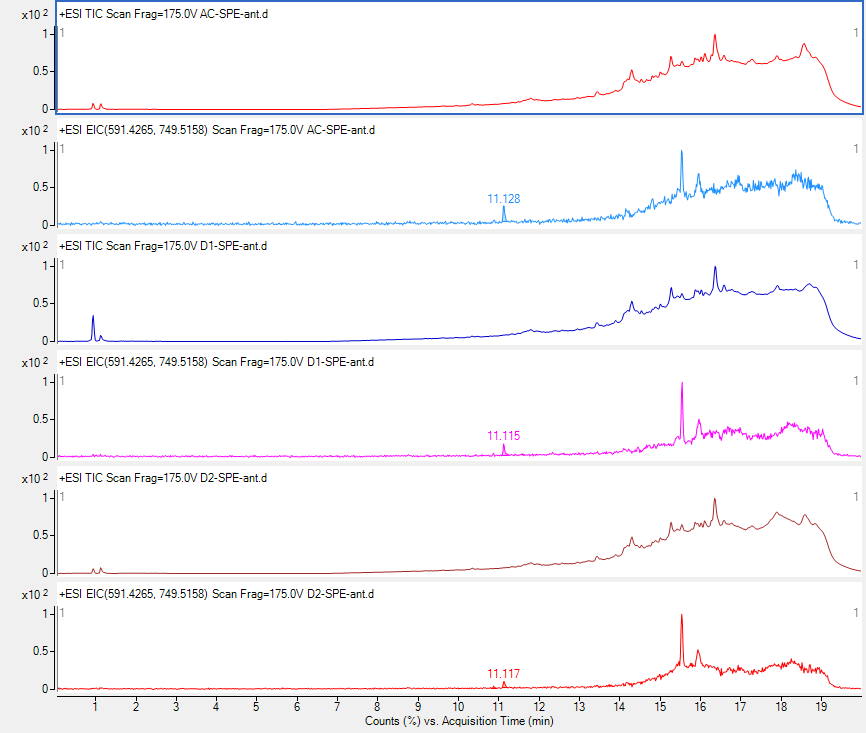 x10 2 +ESI TIC Scan Frag=175.0V AC-SPE-ant.d
1 1 1
0.5
0
x10 2 +ESI EIC(591.4265, 749.5158) Scan Frag=175.0V AC-SPE-ant.d
1 1 1
0.5 11.128
0
x10 2 +ESI TIC Scan Frag=175.0V D1-SPE-ant.d
1 1 1
0.5
0
x10 2 +ESI EIC(591.4265, 749.5158) Scan Frag=175.0V D1-SPE-ant.d
1 1 1
0.5 11.115
0
x10 2 +ESI TIC Scan Frag=175.0V D2-SPE-ant.d
1 1 1
0.5
0
x10 2 +ESI EIC(591.4265, 749.5158) Scan Frag=175.0V D2-SPE-ant.d
1 1 1
0.5 11.117
0
1 2 3 4 5 6 7 8 9 10 11 12 13 14 15 16 17 18 19
Counts (%) vs. Acquisition Time (min)